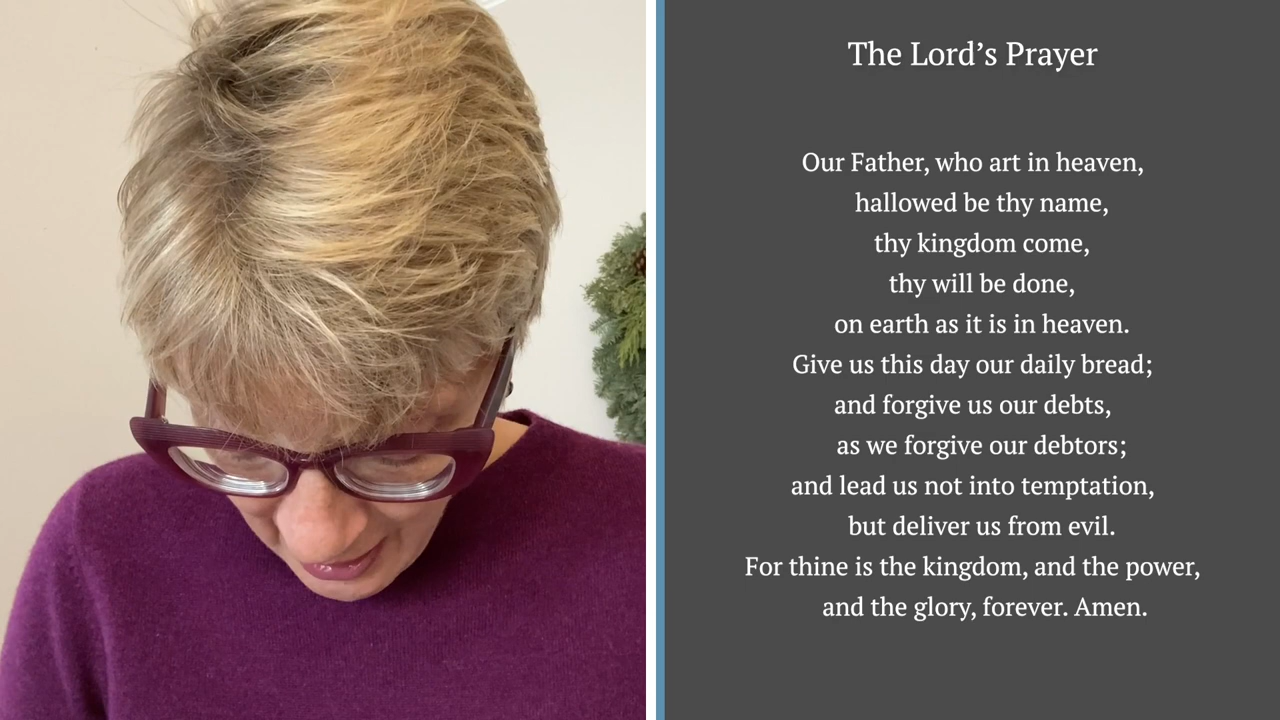 The Lord’s Prayer
Our Father, who art in heaven,
hallowed be thy name,
thy kingdom come,
thy will be done,
on earth as it is in heaven.
Give us this day our daily bread;
and forgive us our debts,
as we forgive our debtors;
and lead us not into temptation,
but deliver us from evil.
For thine is the kingdom, and the power,
and the glory, forever. Amen.